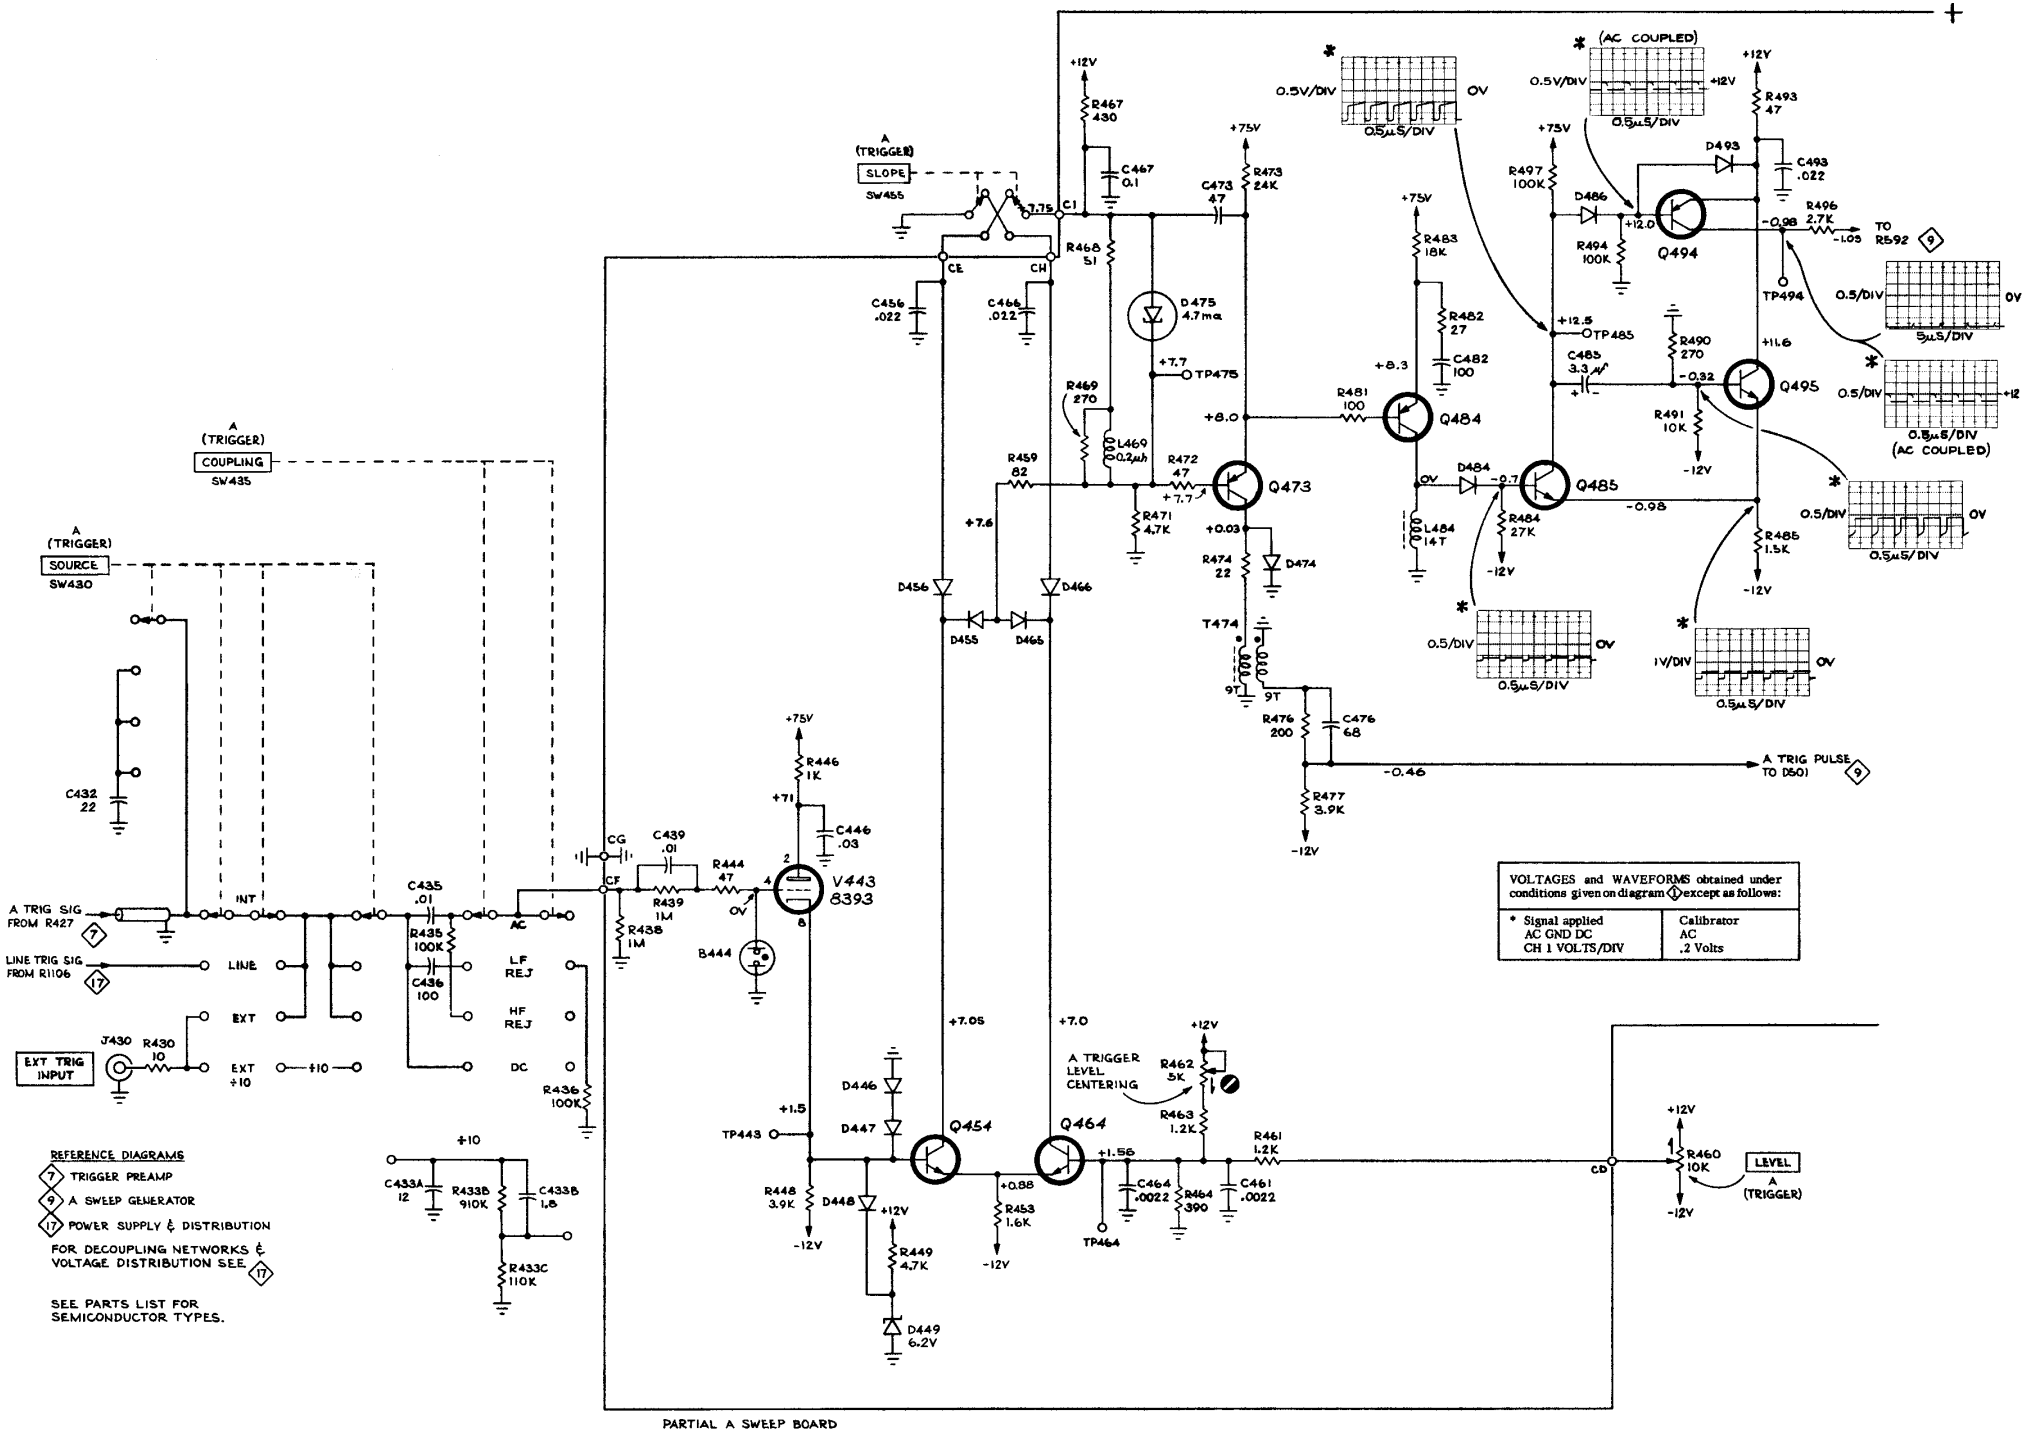 +
+12V
R467
430
A
(TRIGGER)
SLOPE
SW455
+7.75
CI
C467
0.1
R468
51
C473
47
+75V
R473
24K
*
0.5V/DIV
0V
0.5µS/DIV
*
(AC COUPLED)
0.5V/DIV
+12V
0.5µS/DIV
+12V
R493
47
D493
C493
.022
+75V
R497
100K
D486
+12.0
R494
100K
Q494
-0.98
R496
2.7K
-1.03
TO
R592
9
TP494
0.5/DIV
0V
5µS/DIV
*
0.5/DIV
+12
0.5µS/DIV
(AC COUPLED)
+75V
R483
18K
R482
27
C482
100
+8.3
R481
100
Q484
+12.5
TP485
C485
3.3µf
+
-
R490
270
-0.32
R491
10K
-12V
+11.6
Q495
*
0.5/DIV
0V
0.5µS/DIV
CE
CH
C456
.022
C466
.022
D475
4.7ma
+7.7
TP475
R469
270
L469
0.2µh
R459
82
+7.6
R472
47
+7.7
R471
4.7K
+8.0
Q473
+0.03
R474
22
D474
0V
D484
-0.7
Q485
L484
14T
R484
27K
-12V
-0.98
R485
1.5K
-12V
*
0.5/DIV
0V
0.5µS/DIV
*
1V/DIV
0V
0.5µS/DIV
A
(TRIGGER)
COUPLING
SW435
A
(TRIGGER)
SOURCE
SW430
D456
D466
D455
D465
T474
9T
9T
R476
200
C476
68
-0.46
A TRIG PULSE
TO D501
9
R477
3.9K
-12V
C432
22
+75V
R446
1K
+71
C446
.03
CG
CF
C439
.01
R439
1M
R438
1M
R444
47
0V
B444
2
4
8
V443
8393
A TRIG SIG
FROM R427
7
LINE TRIG SIG
FROM R1106
17
INT
LINE
EXT
EXT
÷10
÷10
C435
.01
R435
100K
C436
100
AC
LF
REJ
HF
REJ
DC
R436
100K
EXT TRIG
INPUT
J430
R430
10
VOLTAGES and WAVEFORMS obtained under
conditions given on diagram 1 except as follows:
* Signal applied
AC GND DC
CH 1 VOLTS/DIV
Calibrator
AC
.2 Volts
+7.05
+7.0
+1.5
TP443
D446
D447
Q454
Q464
A TRIGGER
LEVEL
CENTERING
+12V
R462
5K
R463
1.2K
R461
1.2K
+1.56
C464
.0022
R464
390
C461
.0022
TP464
+0.88
R453
1.6K
-12V
R448
3.9K
-12V
D448
+12V
R449
4.7K
D449
6.2V
CD
+12V
R460
10K
-12V
LEVEL
A
(TRIGGER)
÷10
C433A
12
R433B
910K
C433B
1.8
R433C
110K
REFERENCE DIAGRAMS
7 TRIGGER PREAMP
9 A SWEEP GENERATOR
17 POWER SUPPLY & DISTRIBUTION
FOR DECOUPLING NETWORKS &
VOLTAGE DISTRIBUTION SEE 17
SEE PARTS LIST FOR
SEMICONDUCTOR TYPES.
PARTIAL A SWEEP BOARD